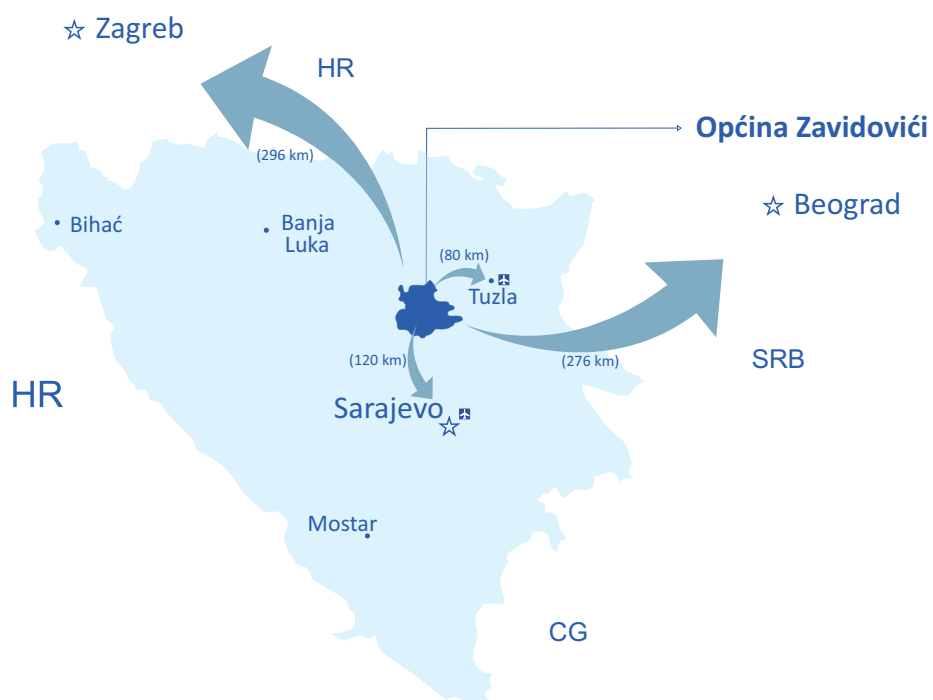 Zagreb
HR
Općina Zavidovići
(296 km)
Beograd
Bihać
Banja
Luka
(80 km)
Tuzla
(120 km)
(276 km)
SRB
HR
Sarajevo
Mostar
CG